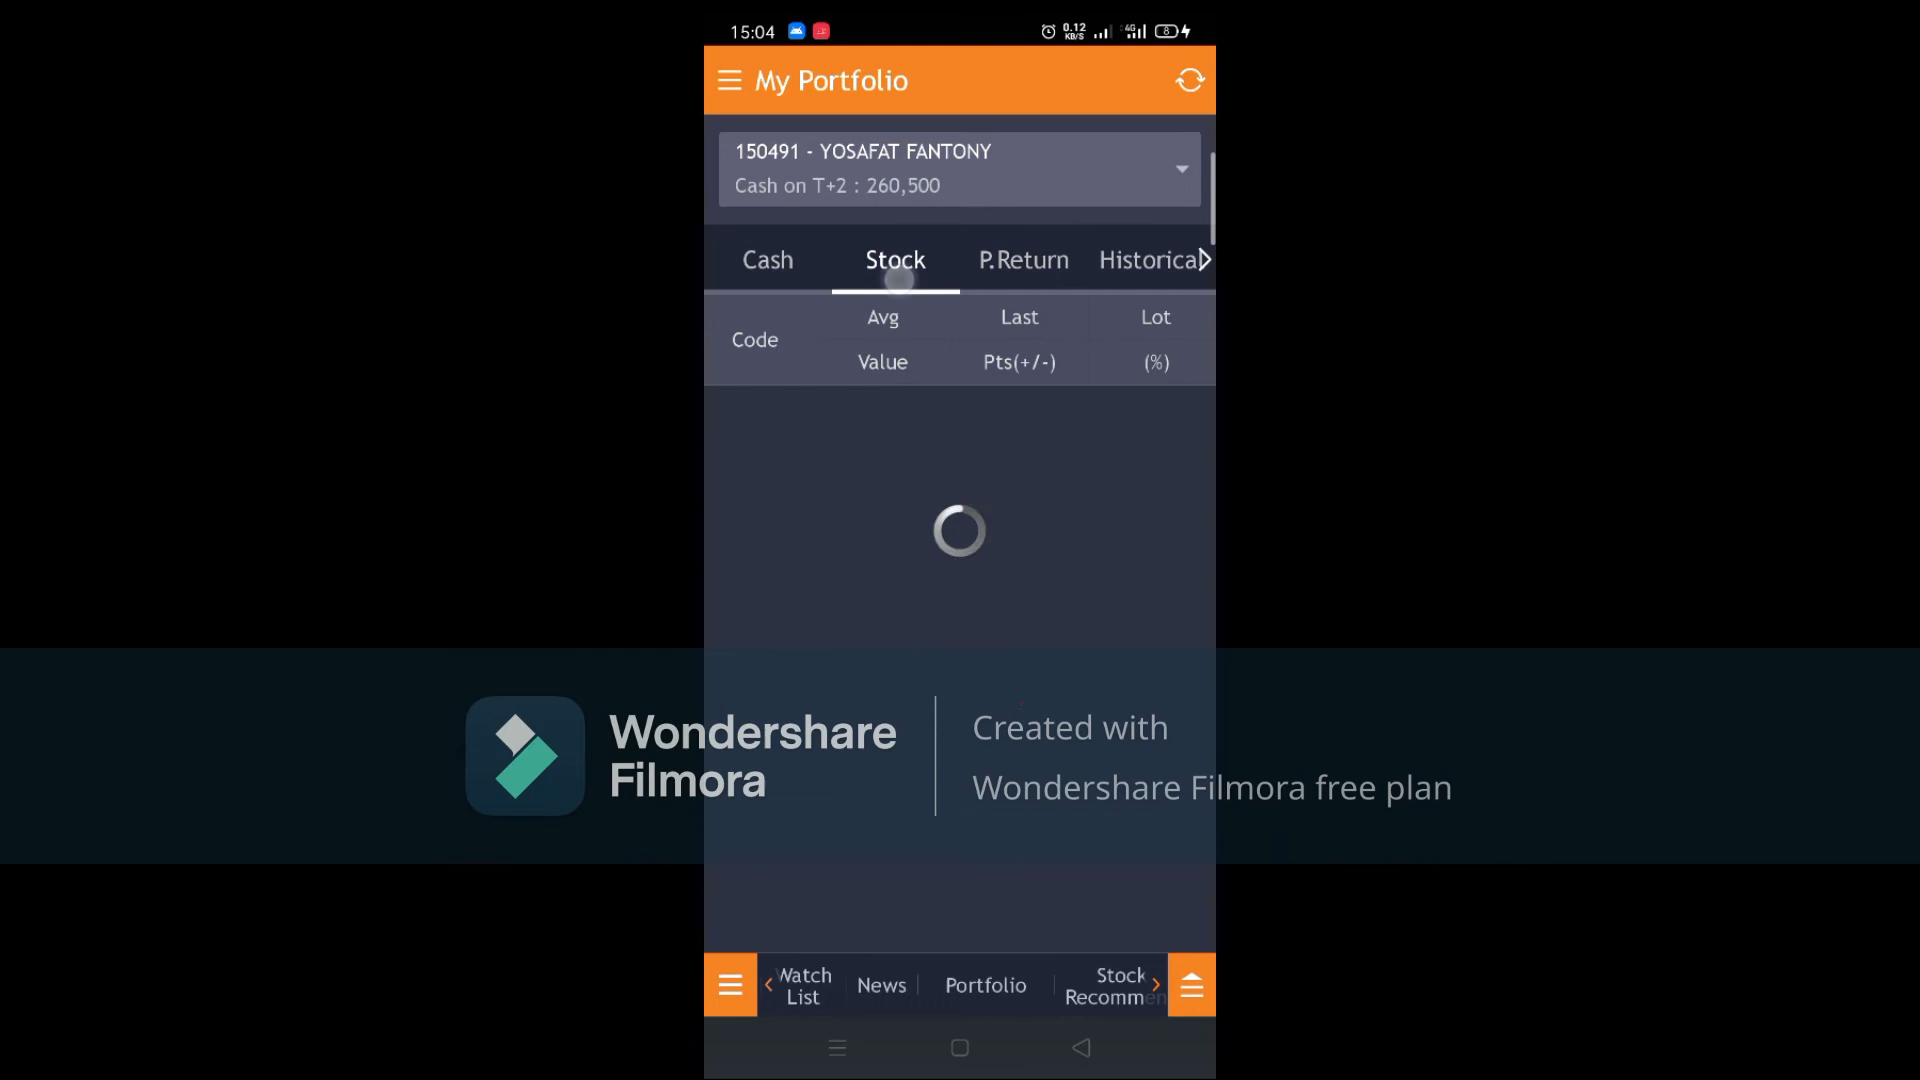 15:04
0.12
KB/S
4G
8
My Portfolio
150491 - YOSAFAT FANTONY
Cash on T+2 : 260,500
Cash Stock P.Return Historical
Code
Avg Last Lot
Value Pts(+/-) (%)
Wondershare
Filmora
Created with
Wondershare Filmora free plan
Watch
List
News
Portfolio
Stock
Recommen